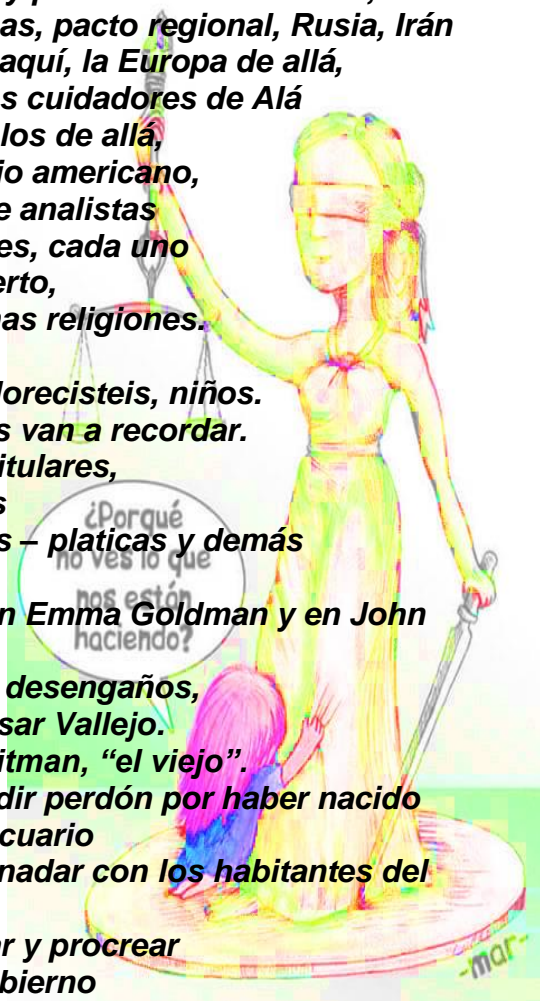 as, pacto regional, Rusia, Irán
aquí, la Europa de allá,
s cuidadores de Alá
los de allá,
io americano,
e analistas
es, cada uno
erto,
nas religiones.
lorecisteis, niños.
s van a recordar.
itulares,
s
s – platicas y demás
n Emma Goldman y en John
desengaños,
sar Vallejo.
itman, “el viejo”.
dir perdón por haber nacido
cuario
nadar con los habitantes del
ar y procrear
obierno
¿Porqué
no ves lo que
nos están
haciendo?
-mar-